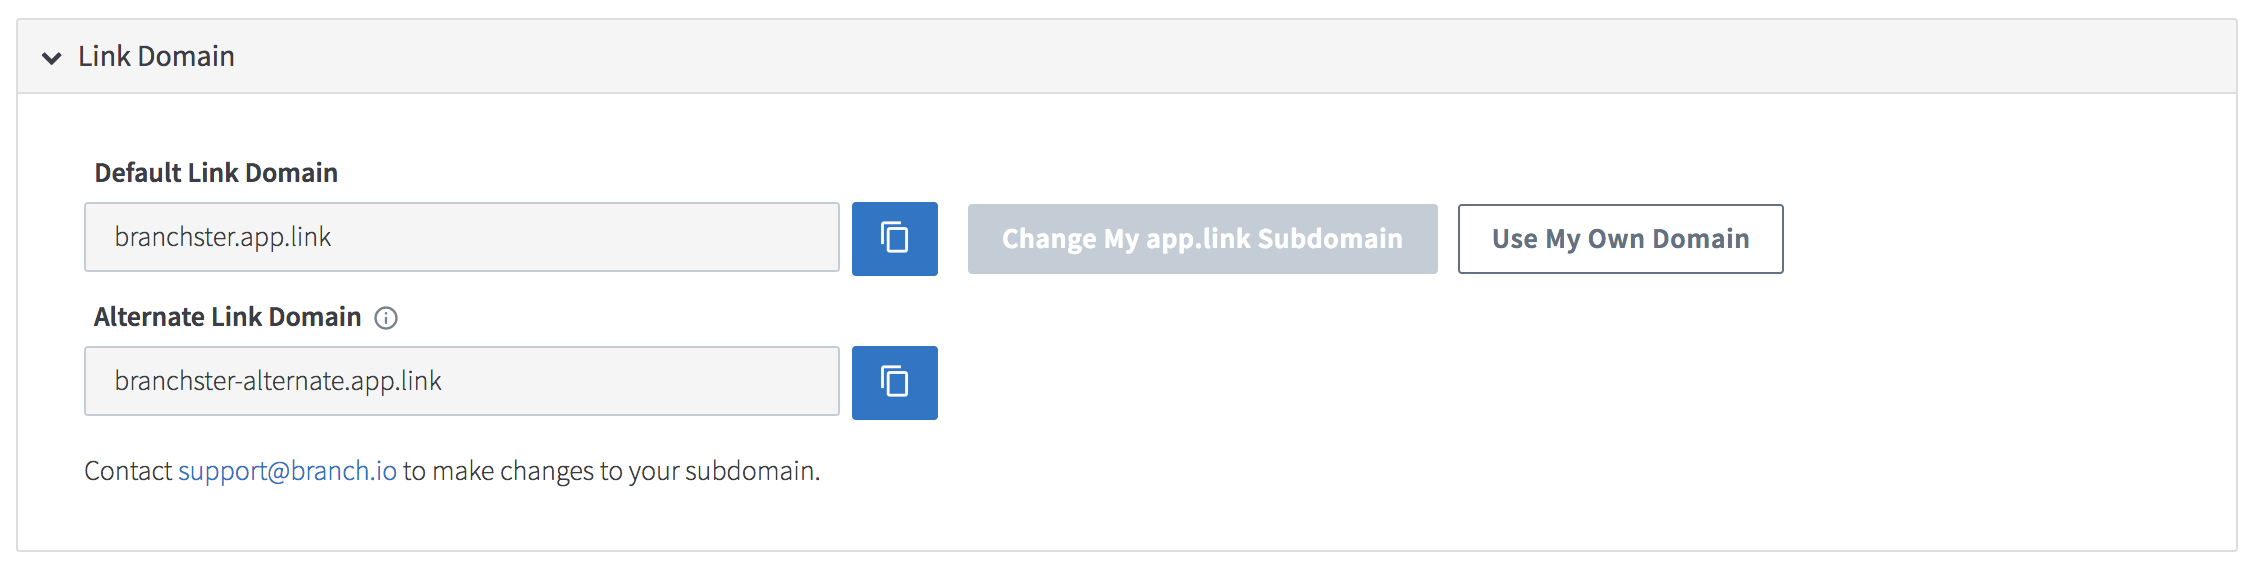 Link Domain
Default Link Domain
branchster.app.link
Change My app.link Subdomain
Use My Own Domain
Alternate Link Domain
branchster-alternate.app.link
Contact support@branch.io to make changes to your subdomain.